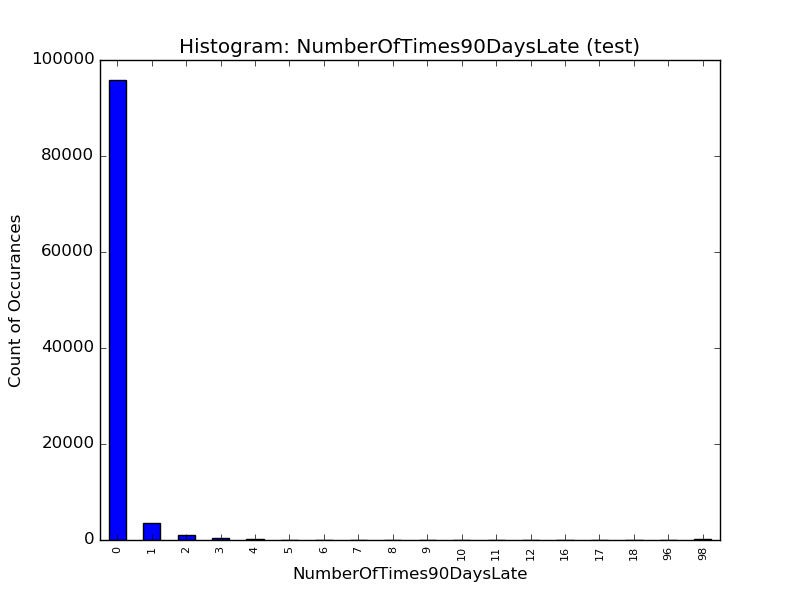 Histogram: NumberOfTimes90DaysLate (test)
100000
80000
60000
40000
20000
0
Count of Occurances
0 1 2 3 4 5 6 7 8 9 10 11 12 16 17 18 96 98
NumberOfTimes90DaysLate